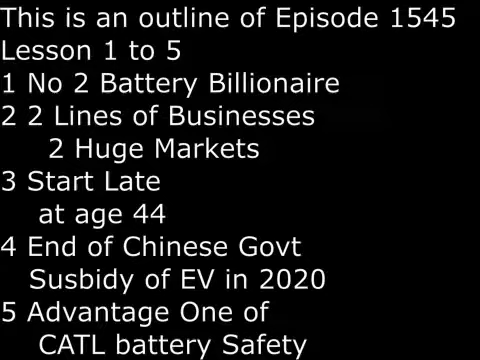 This is an outline of Episode 1545
Lesson 1 to 5
1 No 2 Battery Billionaire
2 2 Lines of Businesses
2 Huge Markets
3 Start Late
at age 44
4 End of Chinese Govt
Susbidy of EV in 2020
5 Advantage One of
CATL battery Safety